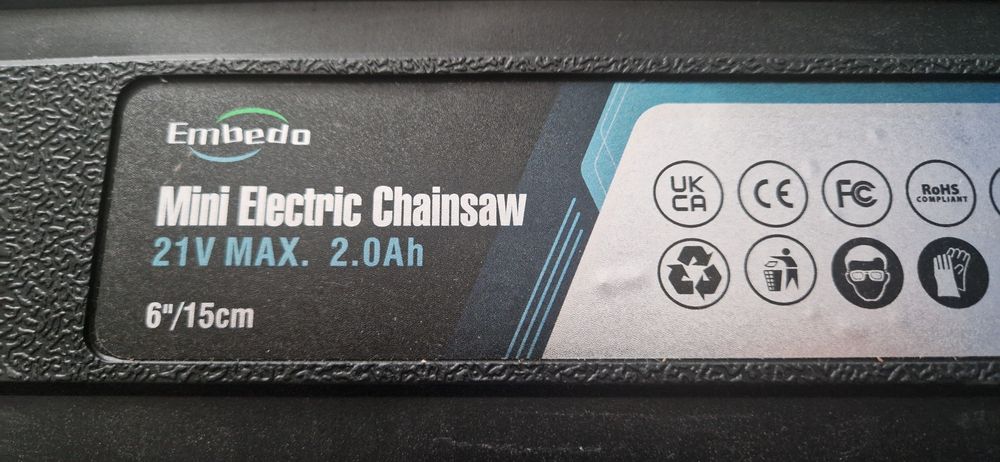 Embedo
Mini Electric Chainsaw
21V MAX. 2.0Ah
6"/15cm
UK
CA
CE
FC
RoHS
COMPLIANT